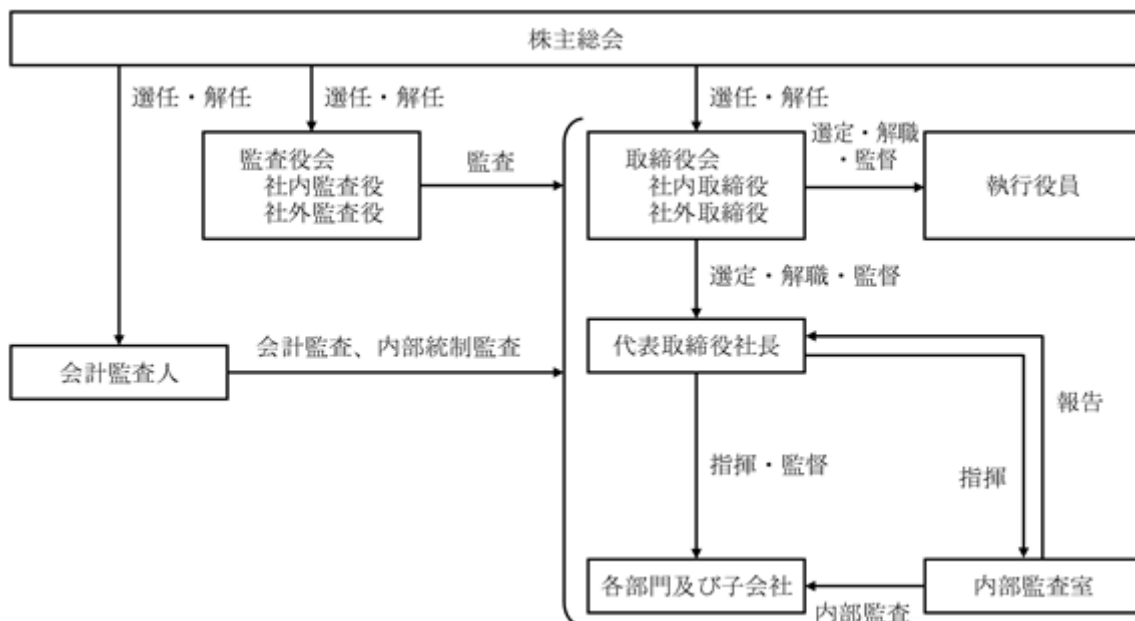 株主総会
選任・解任
選任・解任
選任・解任
監査役会
社内監査役
社外監査役
監査
取締役会
社内取締役
社外取締役
選定・解職
・監督
執行役員
選定・解職・監督
会計監査人
会計監査、内部統制監査
代表取締役社長
報告
指揮・監督
指揮
各部門及び子会社
内部監査
内部監査室